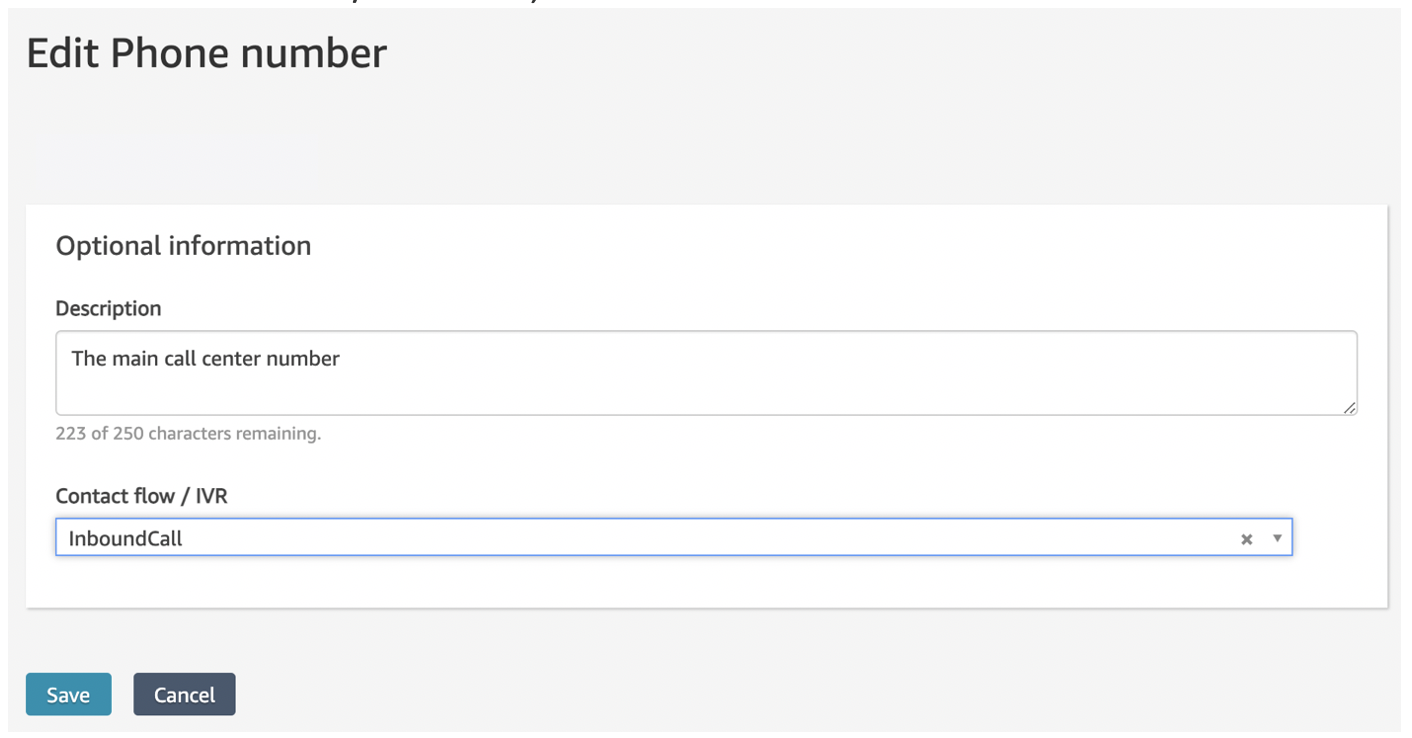 Edit Phone number
Optional information
Description
The main call center number
223 of 250 characters remaining.
Contact flow / IVR
InboundCall
Save
Cancel